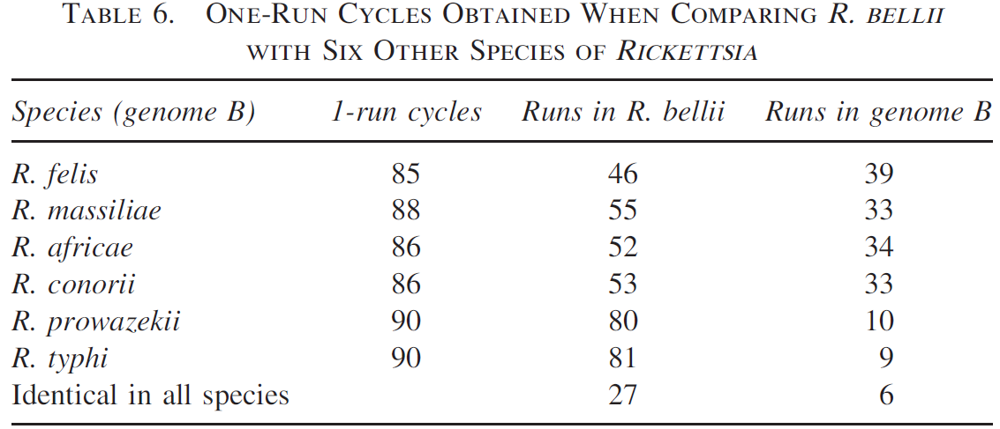 TABLE 6. ONE-RUN CYCLES OBTAINED WHEN COMPARING R. BELLII
WITH SIX OTHER SPECIES OF RICKETTSIA
Species (genome B) 1-run cycles Runs in R. bellii Runs in genome B
R. felis 85 46 39
R. massiliae 88 55 33
R. africae 86 52 34
R. conorii 86 53 33
R. prowazekii 90 80 10
R. typhi 90 81 9
Identical in all species 27 6